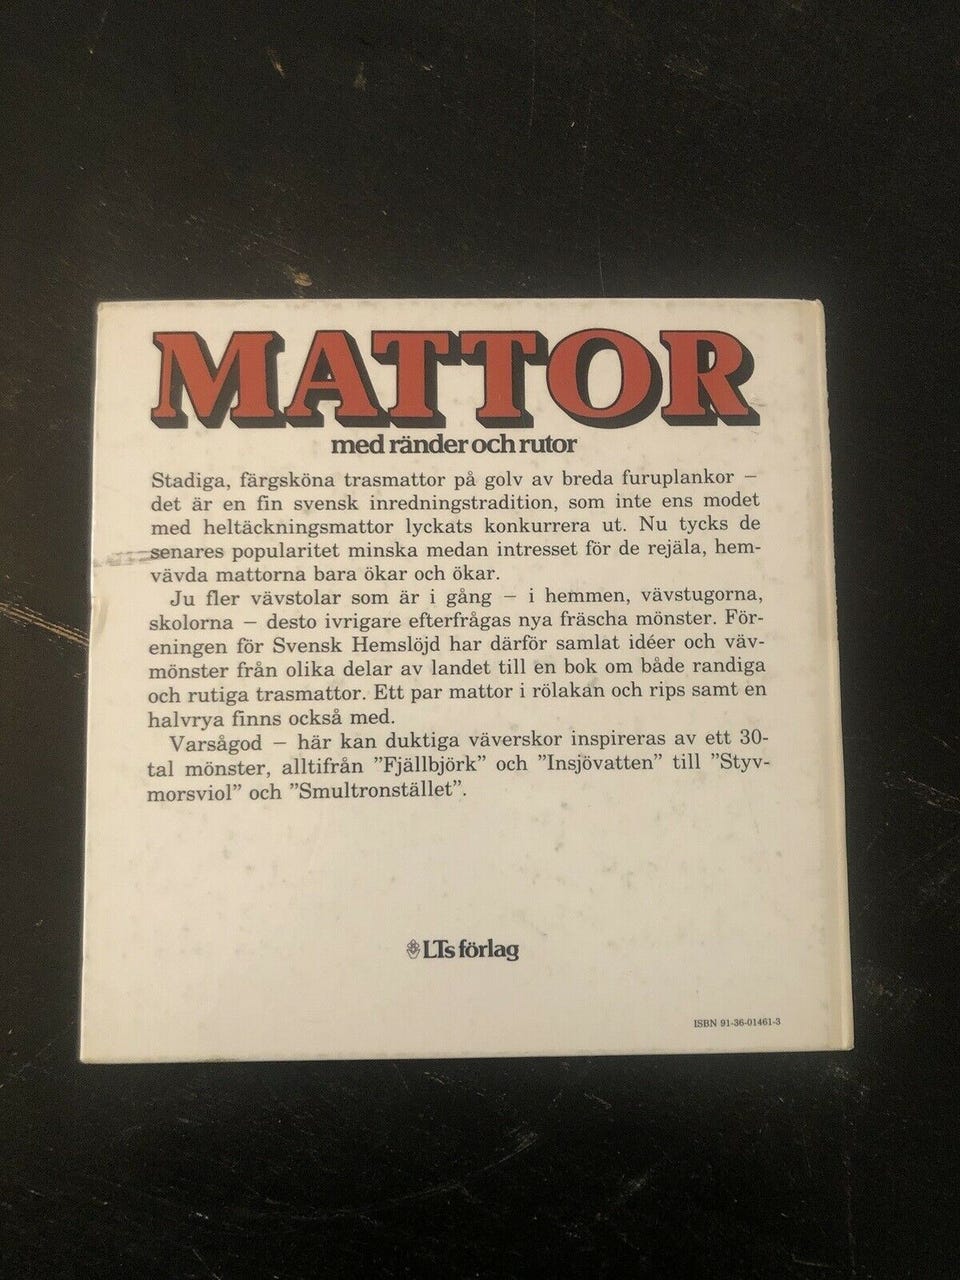 MATTOR
med ränder och rutor
Stadiga, färgsköna trasmattor på golv av breda furuplankor –
det är en fin svensk inredningstradition, som inte ens modet
med heltäckningsmattor lyckats konkurrera ut. Nu tycks de
senares popularitet minska medan intresset för de rejäla, hem-
vävda mattorna bara ökar och ökar.
Ju fler vävstolar som är i gång – i hemmen, vävstugorna,
skolorna – desto ivrigare efterfrågas nya fräscha mönster. För-
eningen för Svensk Hemslöjd har därför samlat idéer och väv-
mönster från olika delar av landet till en bok om både randiga
och rutiga trasmattor. Ett par mattor i rölakan och rips samt en
halvrya finns också med.
Varsågod – här kan duktiga väverskor inspireras av ett 30-
tal mönster, alltifrån ”Fjällbjörk” och ”Insjövatten” till ”Styv-
morsviol” och ”Smultronstället”.
LTs förlag
ISBN 91-36-01461-3